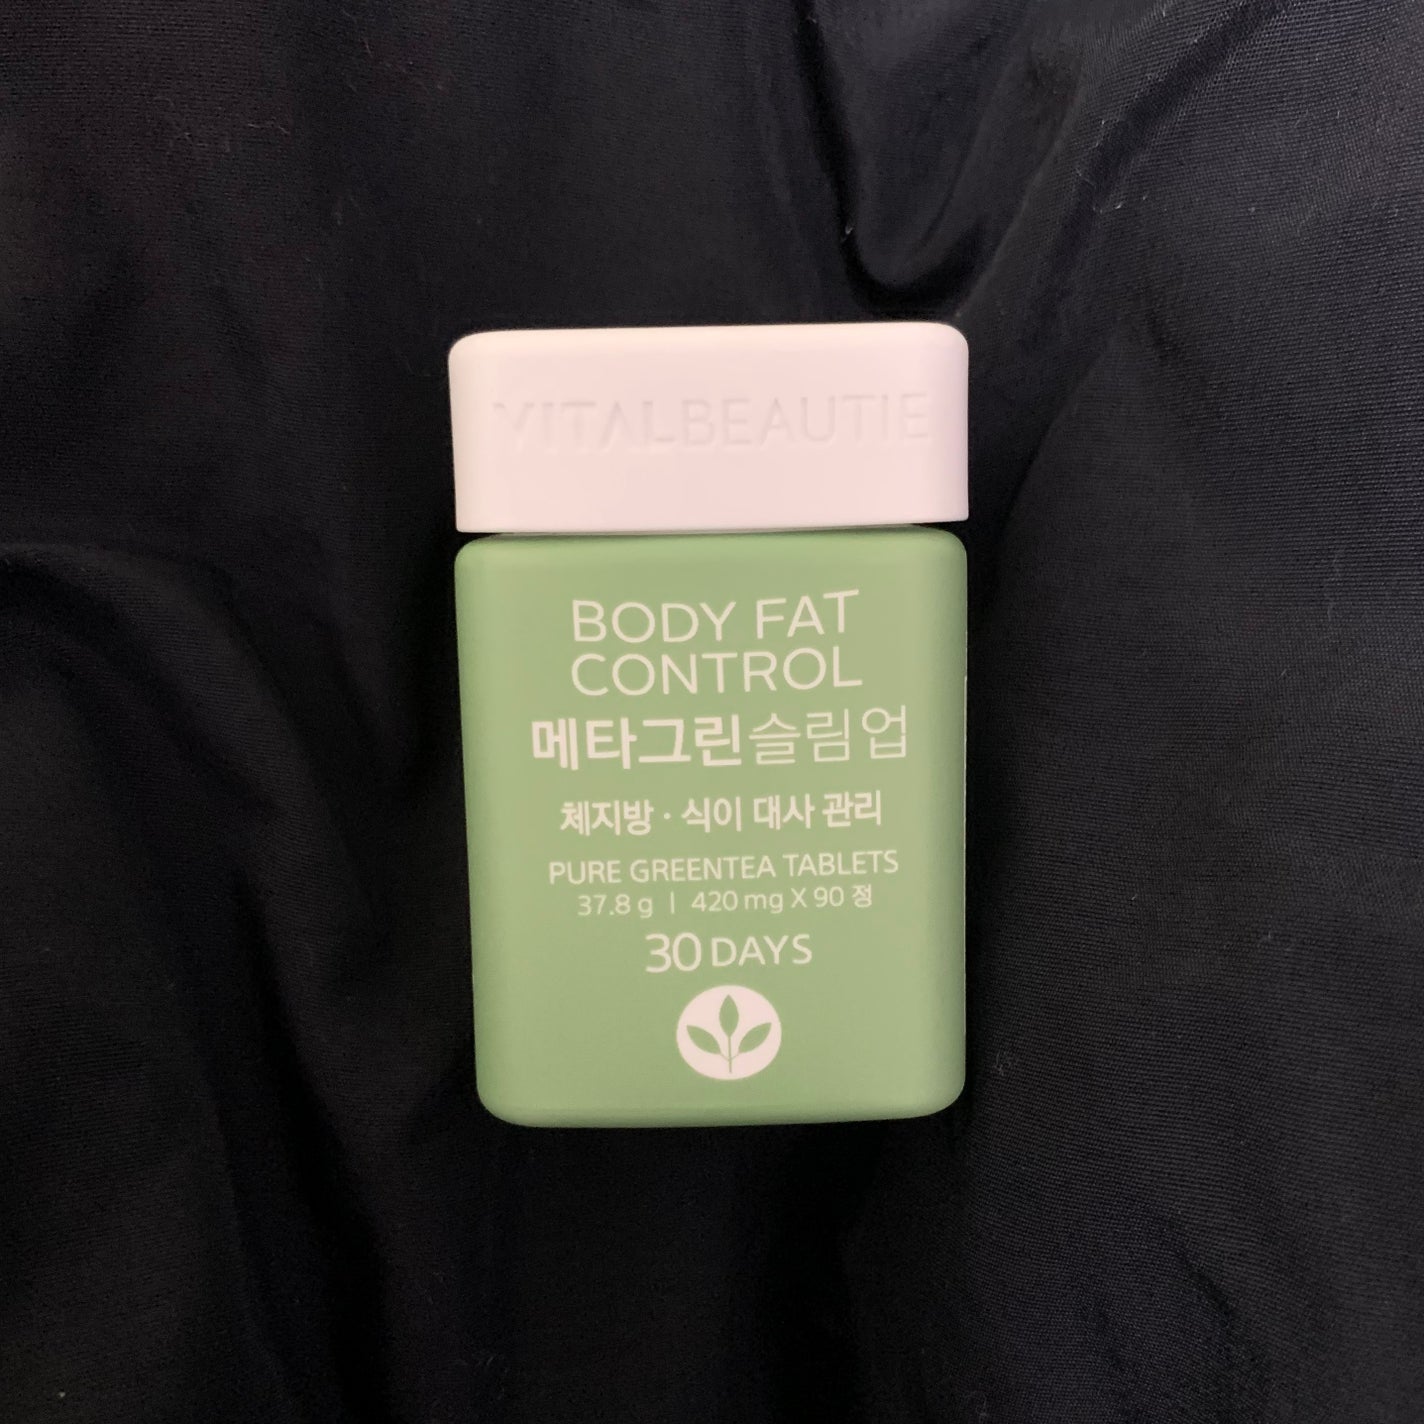 VITALBEAUTIE
BODY FAT
CONTROL
메타그린슬림업
체지방·식이 대사 관리
PURE GREENTEA TABLETS
37.8 g | 420 mg X 90 정
30 DAYS